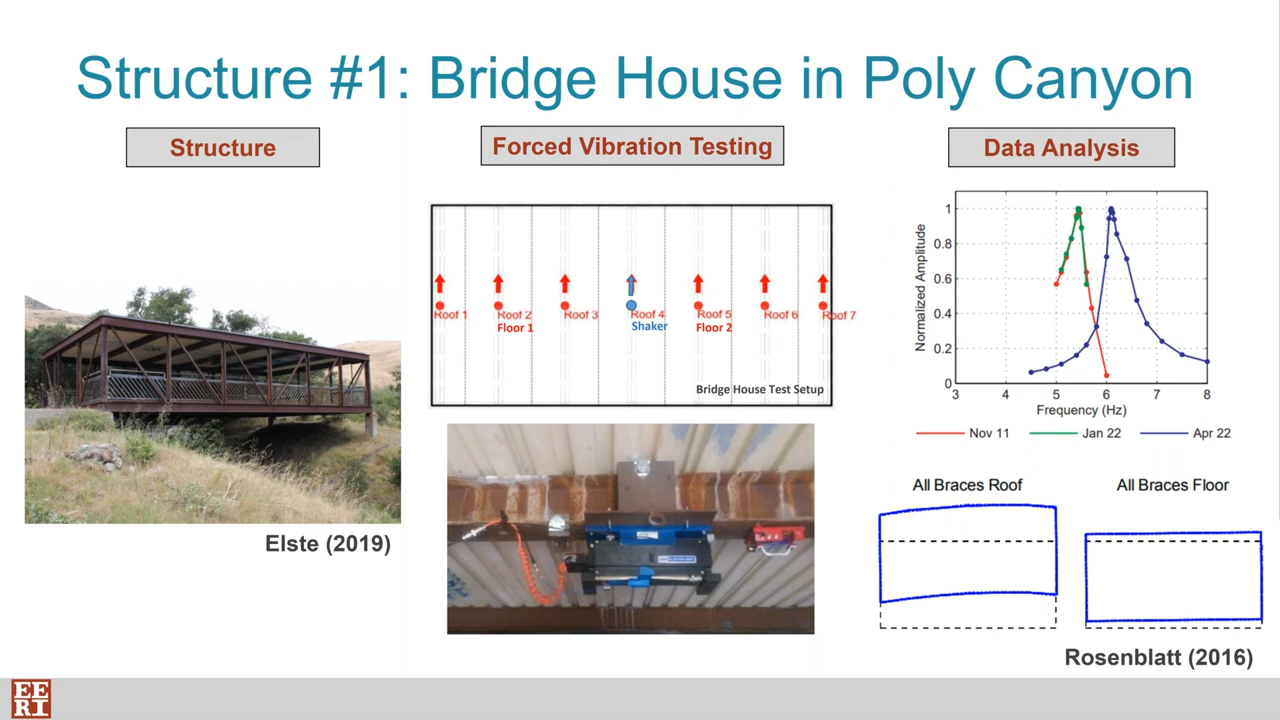 Structure #1: Bridge House in Poly Canyon
Structure
Elste (2019)
Forced Vibration Testing
Roof 1
Roof 2
Roof 3
Roof 4
Roof 5
Roof 6
Roof 7
Floor 1
Shaker
Floor 2
Bridge House Test Setup
Data Analysis
Normalized Amplitude
1
0.8
0.6
0.4
0.2
0
3 4 5 6 7 8
Frequency (Hz)
Nov 11 Jan 22 Apr 22
All Braces Roof
All Braces Floor
Rosenblatt (2016)
EE
RI